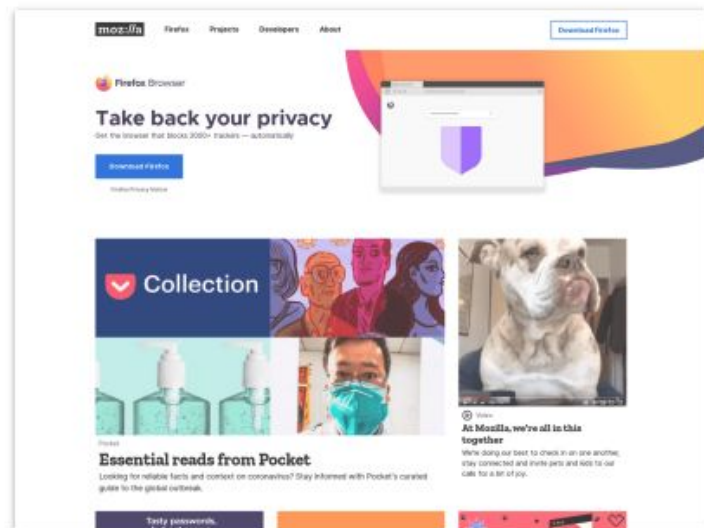 moz://a
Firefox Projects Developers About
Download Firefox
Firefox Browser
Take back your privacy
Get the browser that blocks 3000+ trackers — automatically
Download Firefox
Firefox Privacy Notice
Collection
Pocket
Essential reads from Pocket
Looking for reliable facts and context on coronavirus? Stay informed with Pocket's curated
guide to the global outbreak.
Video
At Mozilla, we're all in this
together
We're doing our best to check in on one another,
stay connected and invite pets and kids to our
calls for a bit of joy.
Tasty passwords,